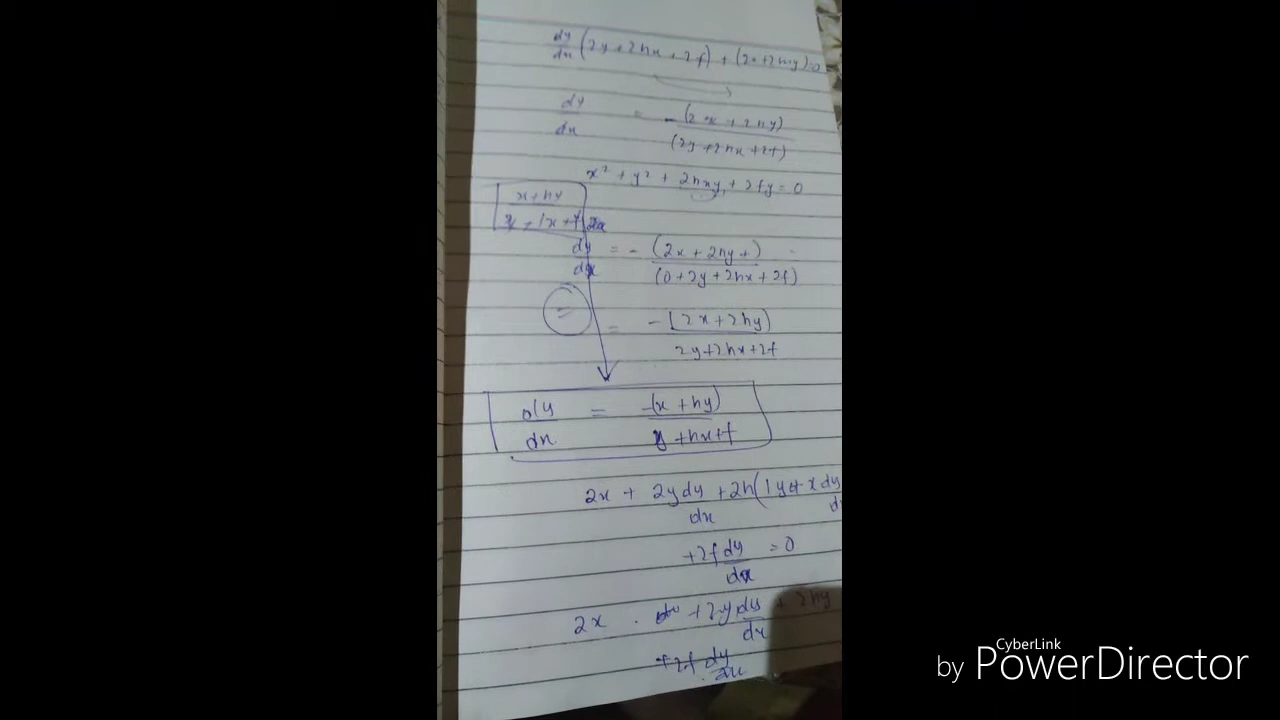 dy/dx (2y + 2hx + 2f) + (2x + 2hy) = 0
dy/dx = -(2x + 2hy)/(2y + 2hx + 2f)
x² + y² + 2hxy + 2fy = 0
x + hy
dy/dx = - (2x + 2hy + )/(0 + 2y + 2hx + 2f)
=
= -[2x + 2hy)/2y + 2hx + 2f
dy/dx = -(x + hy)/y + hx + f
2x + 2y dy/dx + 2h(1y + x dy/d
+ 2f dy/dx = 0
2x . + 2y dy/dx + 2hy
+ 2f dy/dx
CyberLink
by PowerDirector